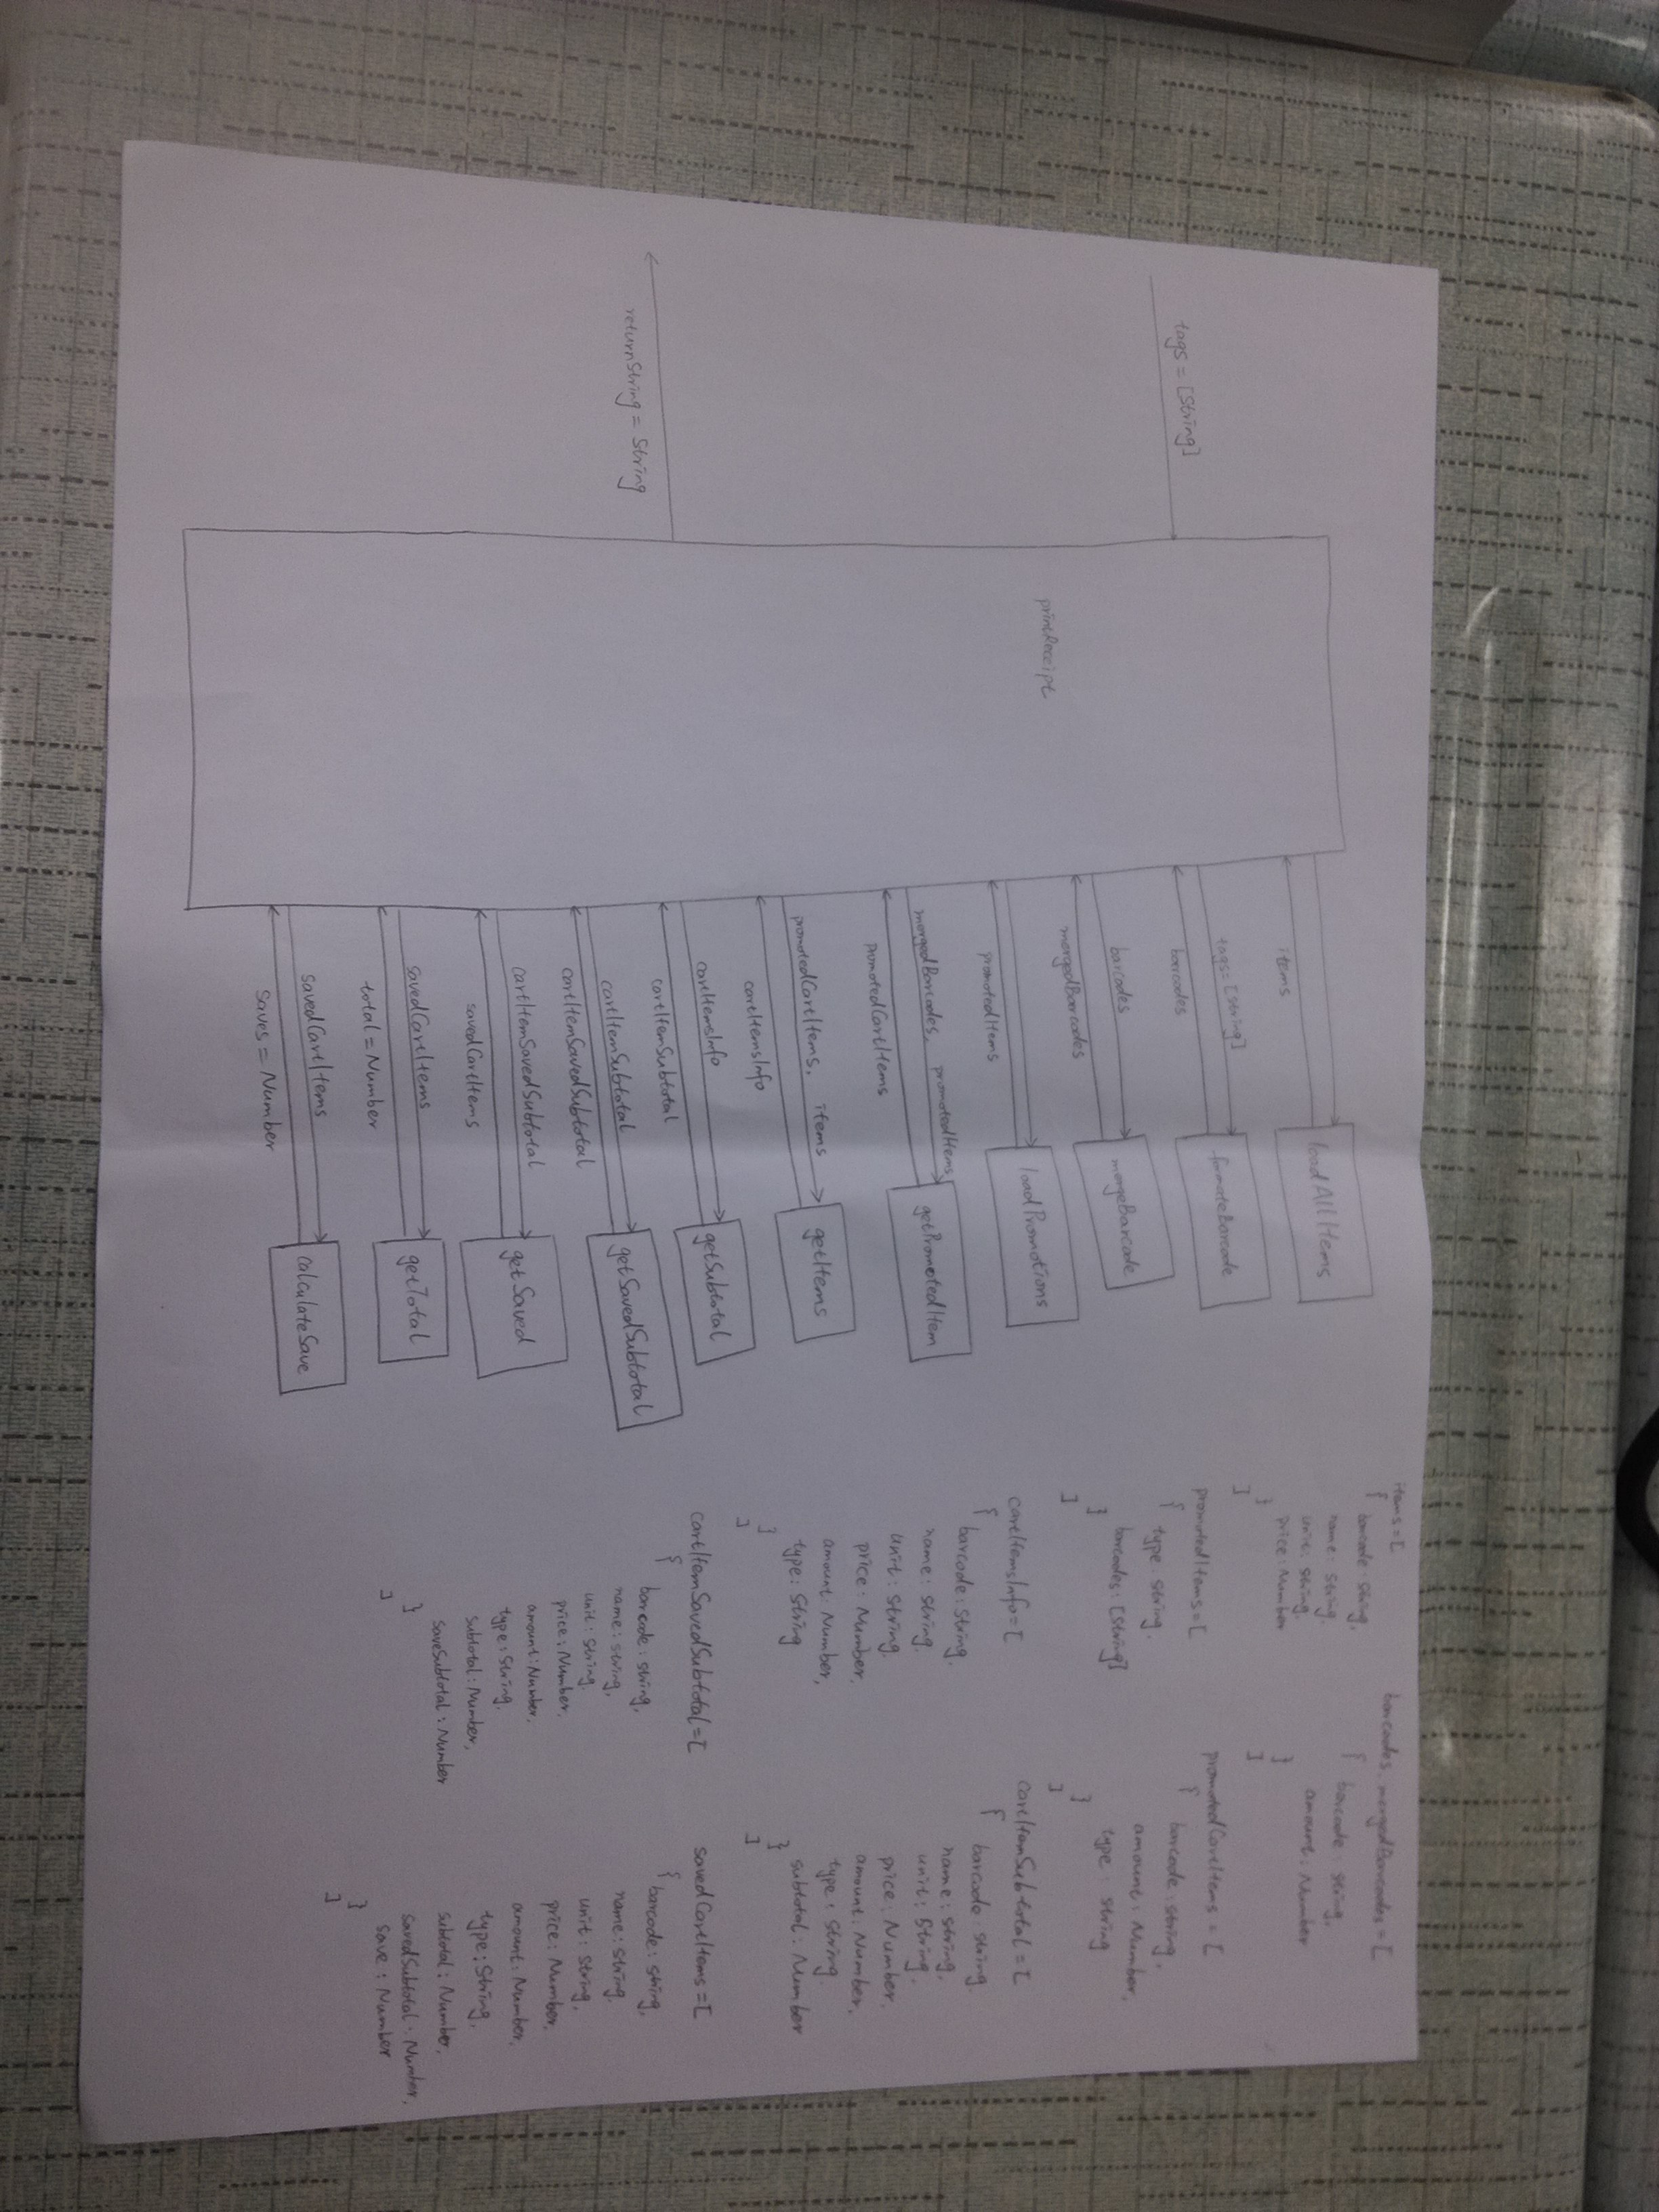 tags = [String]
returnString = String
printReceipt
items
tags = [String]
barcodes
barcodes
mergedBarcodes
promotedItems
mergedBarcodes, promotedItems
promotedCartItems
promotedCartItems, items
cartItemsInfo
cartItemsInfo
cartItemSubtotal
cartItemSubtotal
cartItemSavedSubtotal
cartItemSavedSubtotal
savedCartItems
savedCartItems
total = Number
savedCartItems
saves = Number
loadAllItems
formateBarcode
mergeBarcode
loadPromotions
getPromotedItem
getItems
getSubtotal
getSavedSubtotal
getSaved
getTotal
calculateSave
items = [
{ barcode: String,
name: String,
unit: String,
price: Number
}
]
barcodes, mergedBarcodes = [
{ barcode: String,
amount: Number
}
]
promotedItems = [
{ type: String,
barcodes: [String]
}
]
promotedCartItems = [
{ barcode: String,
amount: Number,
type: String
}
]
cartItemsInfo = [
{ barcode: String,
name: String,
unit: String,
price: Number,
amount: Number,
type: String
}
]
cartItemSubtotal = [
{ barcode: String
name: String,
unit: String,
price: Number,
amount: Number,
type: String,
subtotal: Number
}
]
cartItemSavedSubtotal = [
{ barcode: String,
name: String,
unit: String,
price: Number,
amount: Number,
type: String,
subtotal: Number,
saveSubtotal: Number
}
]
savedCartItems = [
{ barcode: String,
name: String,
unit: String,
price: Number,
amount: Number,
type: String,
subtotal: Number,
savedSubtotal: Number,
save: Number
}
]